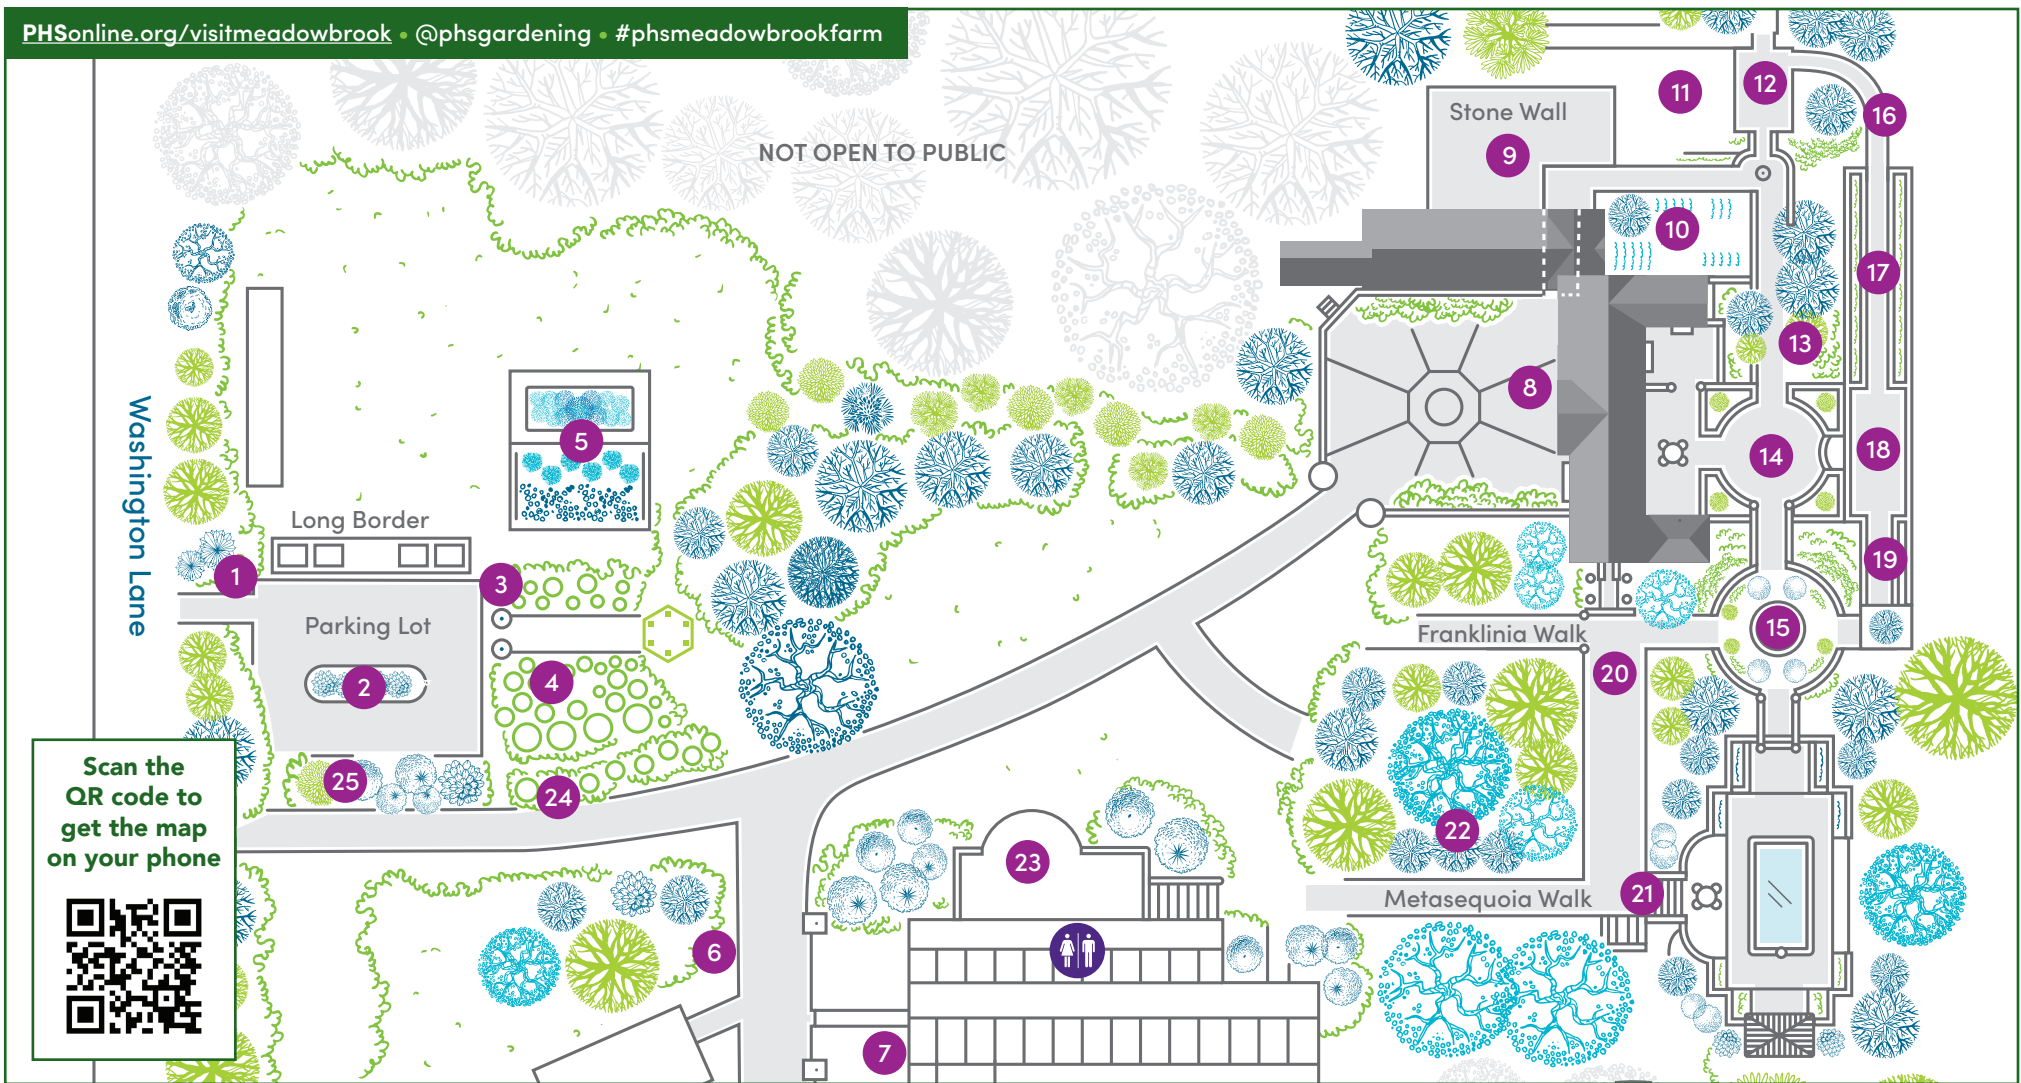 PHSonline.org/visitmeadowbrook • @phsgardening • #phsmeadowbrookfarm
NOT OPEN TO PUBLIC
Stone Wall
9
11
12
16
10
17
13
8
14
18
5
Washington Lane
Long Border
1
3
19
Parking Lot
Franklinia Walk
15
2
4
20
Scan the
QR code to
get the map
on your phone
25
24
22
23
Metasequoia Walk
21
6
7